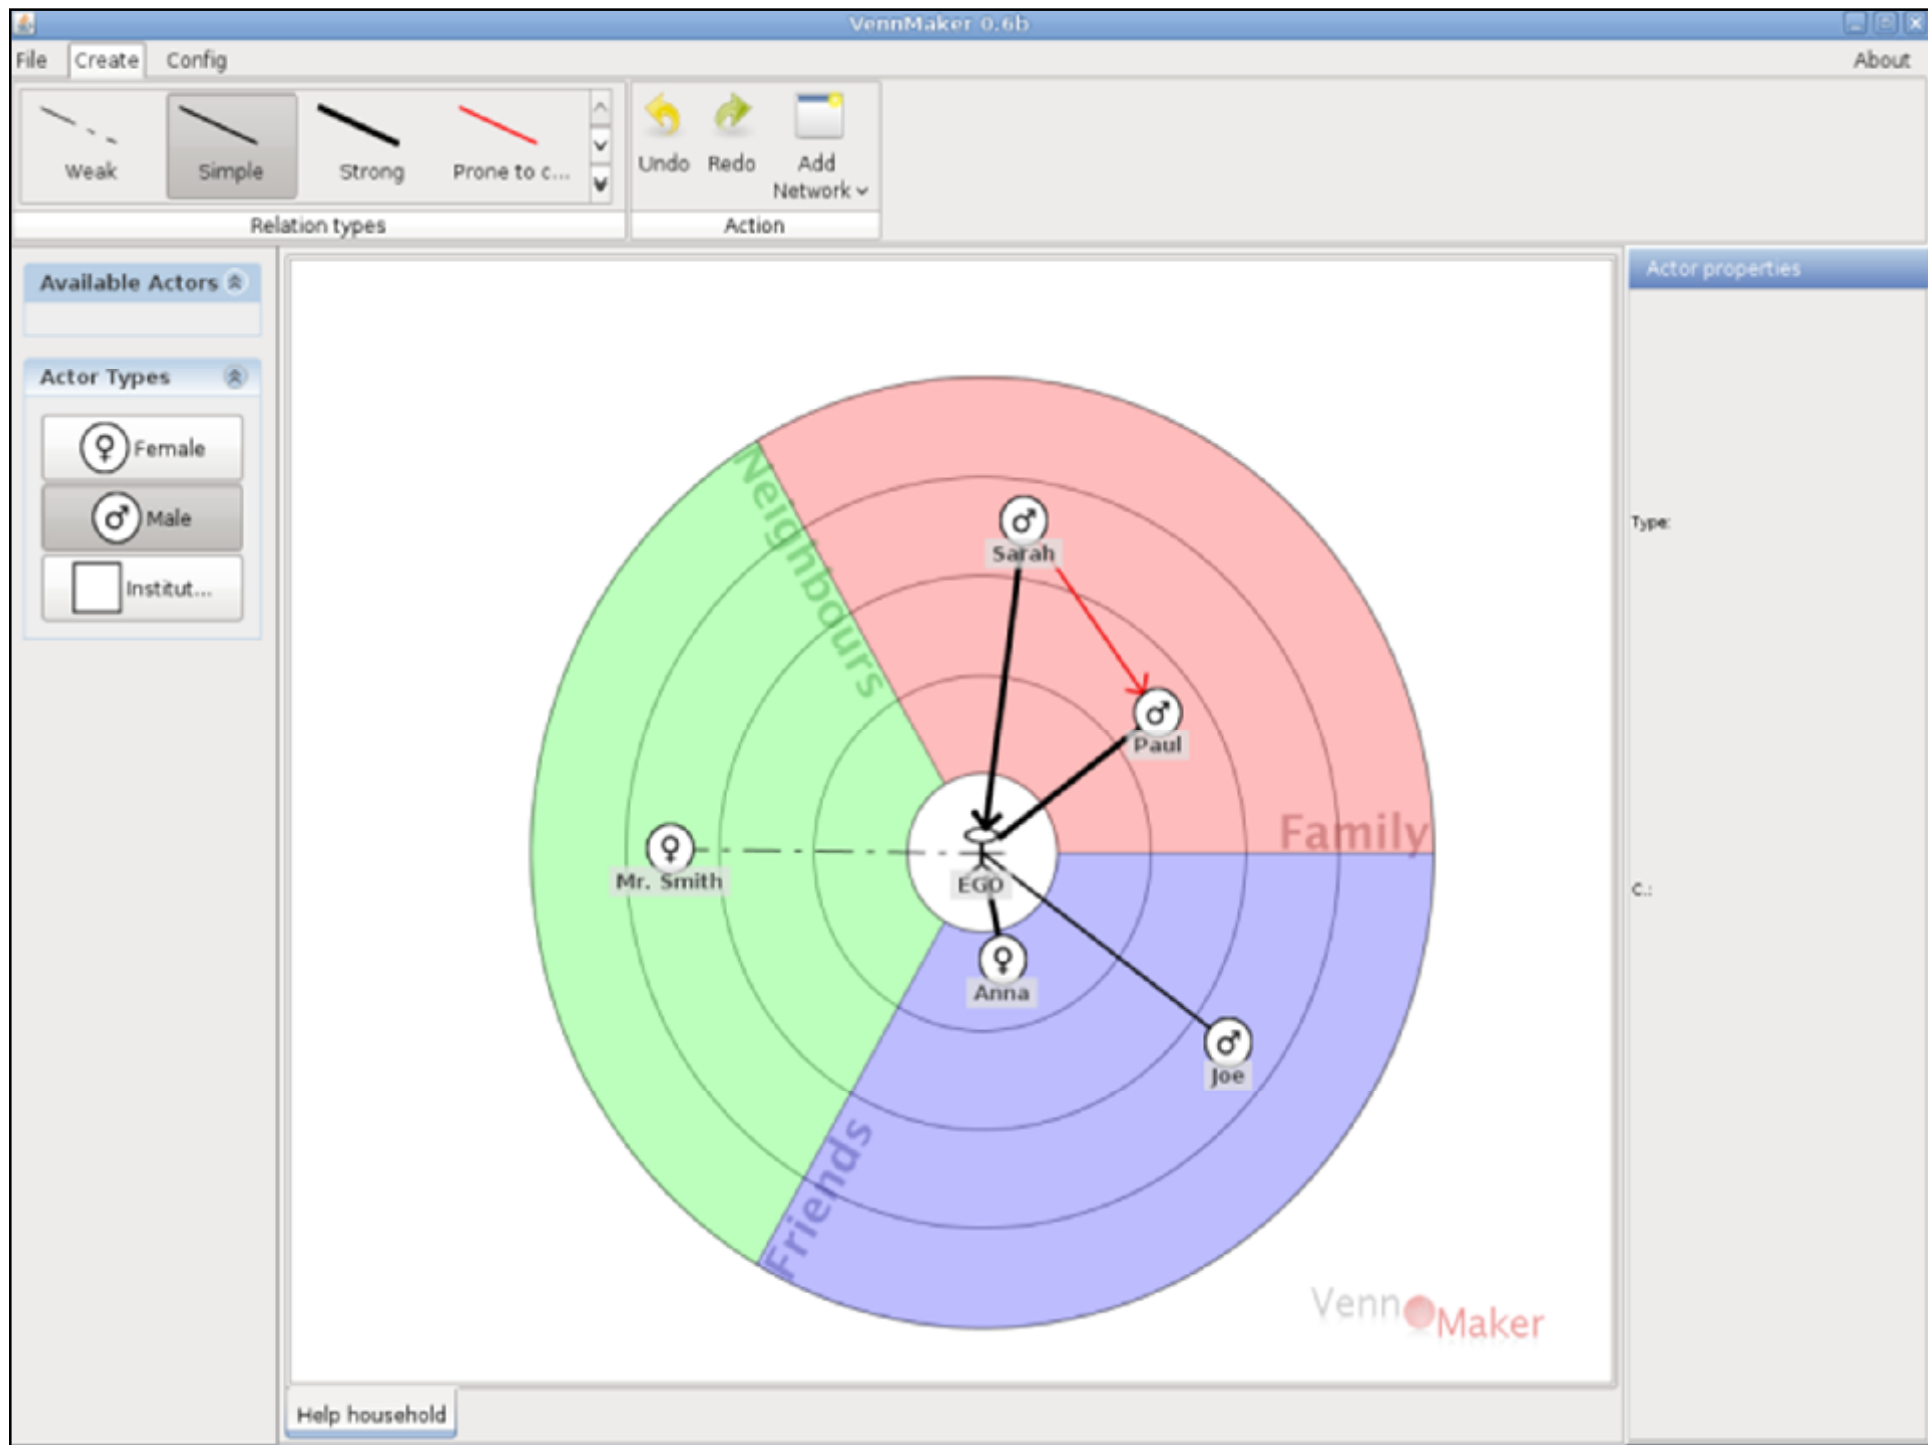 VennMaker 0.6b
File Create Config About
Weak Simple Strong Prone to c...
Undo Redo Add
Network
Relation types Action
Available Actors
Actor Types
Female
Male
Institut...
Actor properties
Type:
C.:
Neighbours
Sarah
Paul
Family
Mr. Smith
EGO
Anna
Joe
Friends
Venn Maker
Help household